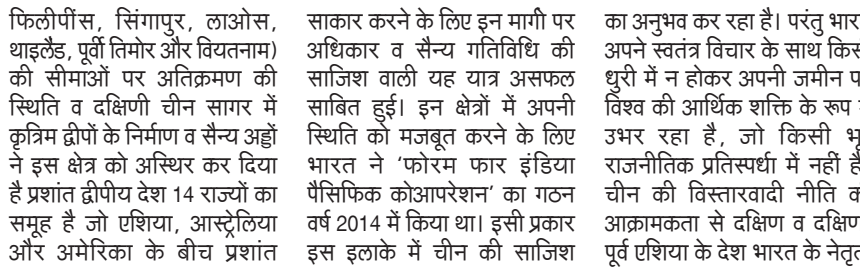 फिलीपींस, सिंगापुर, लाओस,
थाइलैड, पूर्वी तिमोर और वियतनाम)
की सीमाओं पर अतिक्रमण की
स्थिति व दक्षिणी चीन सागर में
कृत्रिम द्वीपों के निर्माण व सैन्य अड्डों
ने इस क्षेत्र को अस्थिर कर दिया
है प्रशांत द्वीपीय देश 14 राज्यों का
समूह है जो एशिया, आस्ट्रेलिया
और अमेरिका के बीच प्रशांत
साकार करने के लिए इन मार्गो पर
अधिकार व सैन्य गतिविधि की
साजिश वाली यह यात्र असफल
साबित हुई। इन क्षेत्रों में अपनी
स्थिति को मजबूत करने के लिए
भारत ने 'फोरम फार इंडिया
पैसिफिक कोआपरेशन' का गठन
वर्ष 2014 में किया था। इसी प्रकार
इस इलाके में चीन की साजिश
का अनुभव कर रहा है। परंतु
अपने स्वतंत्र विचार के साथ
धुरी में न होकर अपनी जमीन
विश्व की आर्थिक शक्ति के रूप
उभर रहा है, जो किसी
राजनीतिक प्रतिस्पर्धा में नहीं
चीन की विस्तारवादी नीति
आक्रामकता से दक्षिण व
पूर्व एशिया के देश भारत के